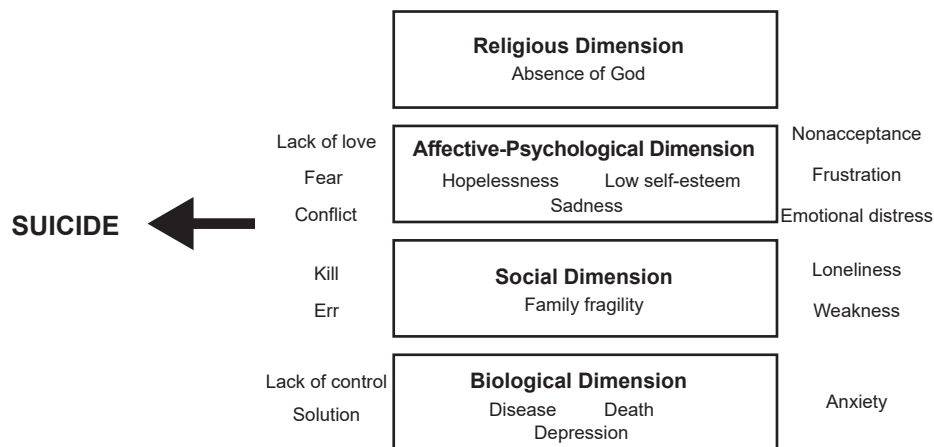 Religious Dimension
Absence of God
Lack of love
Fear
Conflict
Affective-Psychological Dimension
Hopelessness Low self-esteem
Sadness
Nonacceptance
Frustration
Emotional distress
SUICIDE
Kill
Err
Social Dimension
Family fragility
Loneliness
Weakness
Lack of control
Solution
Biological Dimension
Disease Death
Depression
Anxiety